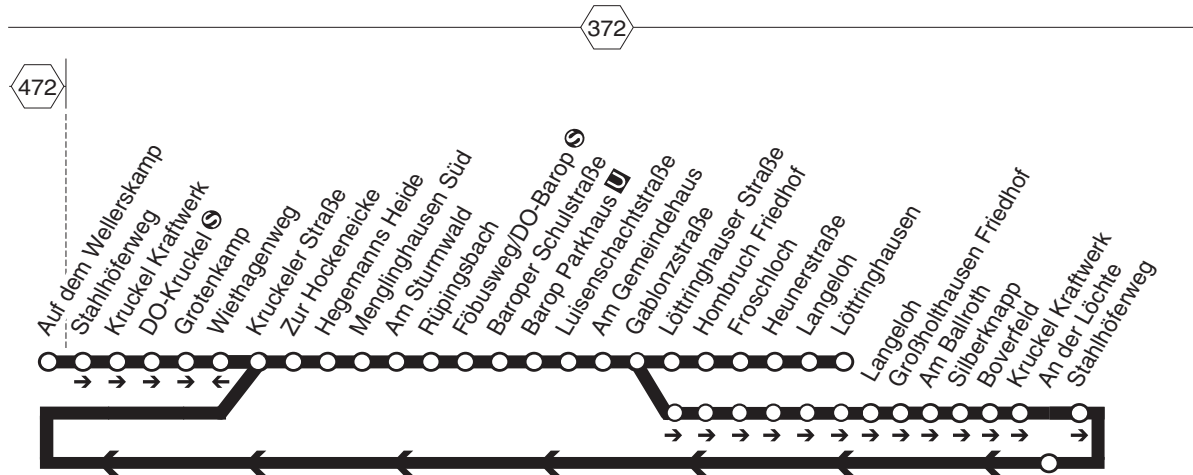 372
472
Auf dem Wellerskamp
Stahlhöfenweg
Kruckel Kraftwerk
DO-Kruckel S
Grotenkamp
Wiethagenweg
Kruckeler Straße
Zur Hockeneicke
Hegemanns Heide
Menglinghausen Süd
Am Sturmwald
Rüpingsbach
Föbusweg/DO-Barop S
Baroper Schulstraße
Barop Parkhaus U
Luisenschachtstraße
Am Gemeindehaus
Gablonzstraße
Löttringhauser Straße
Hombruch Friedhof
Froschloch
Heunerstraße
Langeloh
Löttringhausen
Langeloh
Großholthausen Friedhof
Am Ballroth
Silberknapp
Boverfeld
Kruckel Kraftwerk
An der Löchte
Stahlhöfenweg